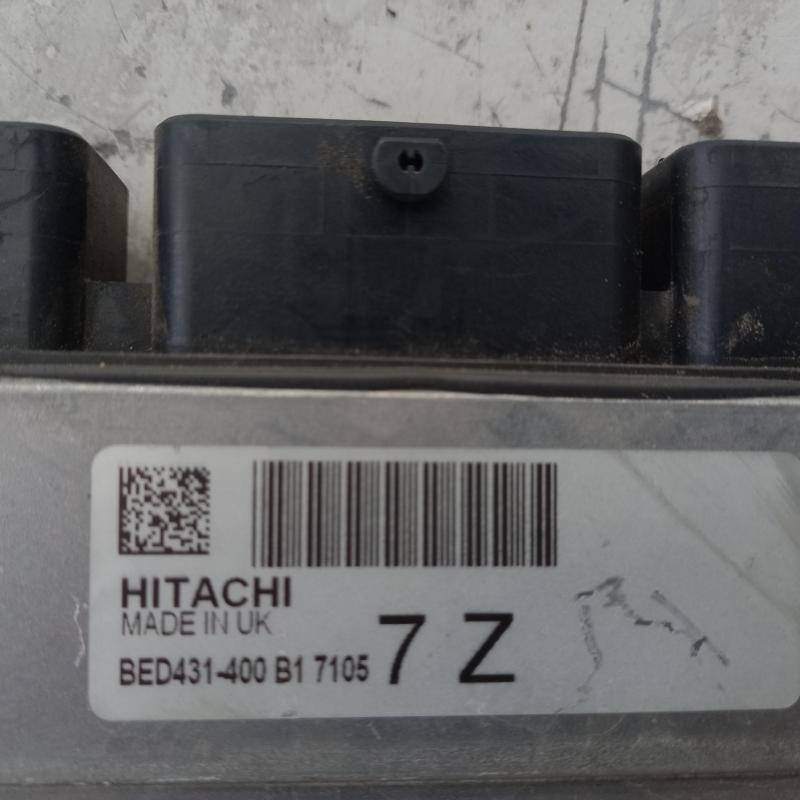 HITACHI
MADE IN UK
BED431-400 B1 7105 7 Z